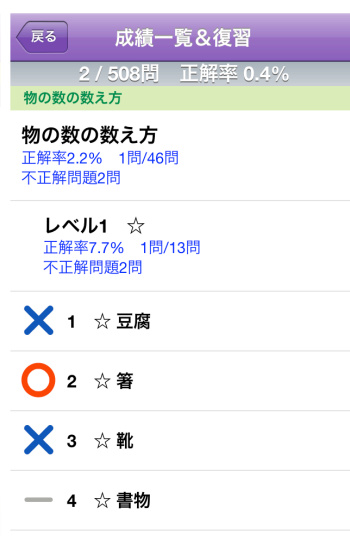 戻る
成績一覧&復習
2 / 508問 正解率 0.4%
物の数の数え方
物の数の数え方
正解率2.2% 1問/46問
不正解問題2問
レベル1 ☆
正解率7.7% 1問/13問
不正解問題2問
1 ☆ 豆腐
2 ☆ 箸
3 ☆ 靴
4 ☆ 書物